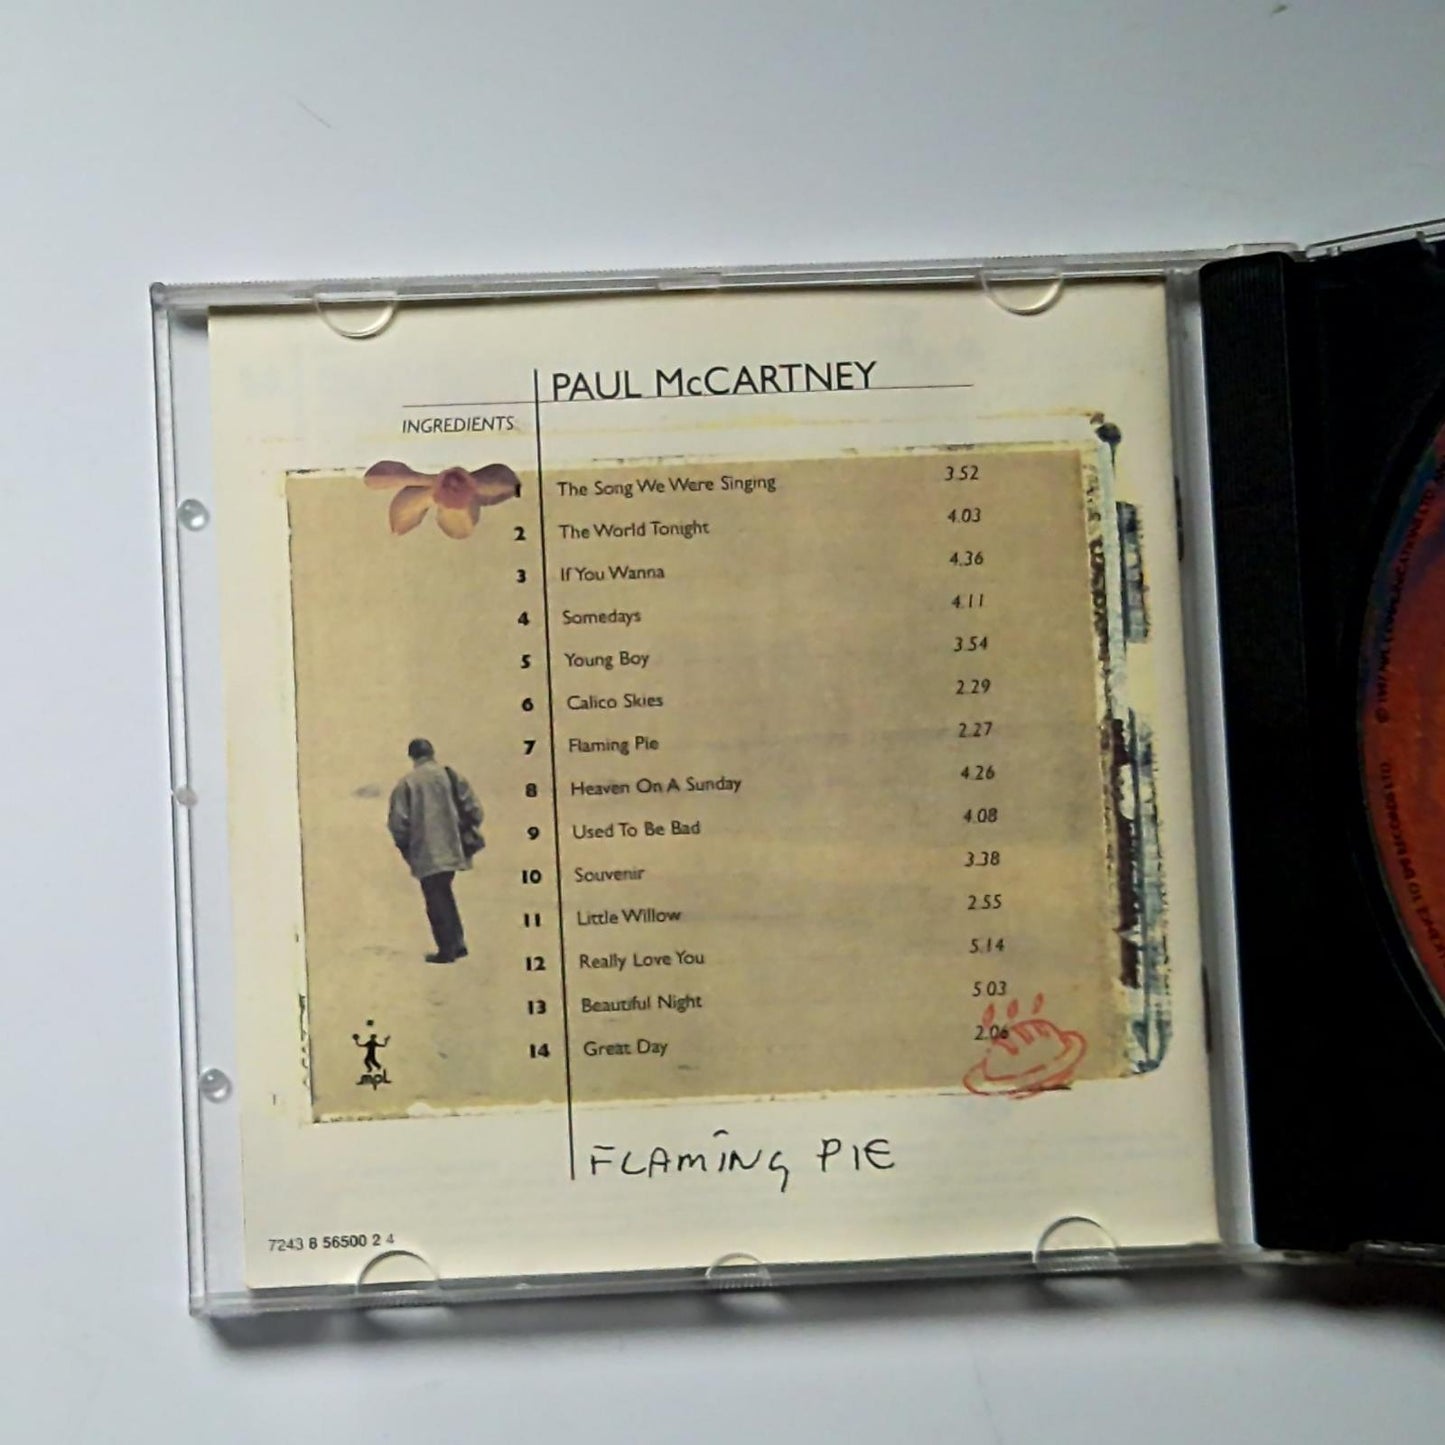 PAUL McCARTNEY
INGREDIENTS
1 The Song We Were Singing 3.52
2 The World Tonight 4.03
3 If You Wanna 4.36
4 Somedays 4.11
5 Young Boy 3.54
6 Calico Skies 2.29
7 Flaming Pie 2.27
8 Heaven On A Sunday 4.26
9 Used To Be Bad 4.08
10 Souvenir 3.38
11 Little Willow 2.55
12 Really Love You 5.14
13 Beautiful Night 5.03
14 Great Day 2.06
mpl
FLAMING PIE
7243 8 56500 2 4
℗ 1997 MPL COMMUNICATIONS LTD